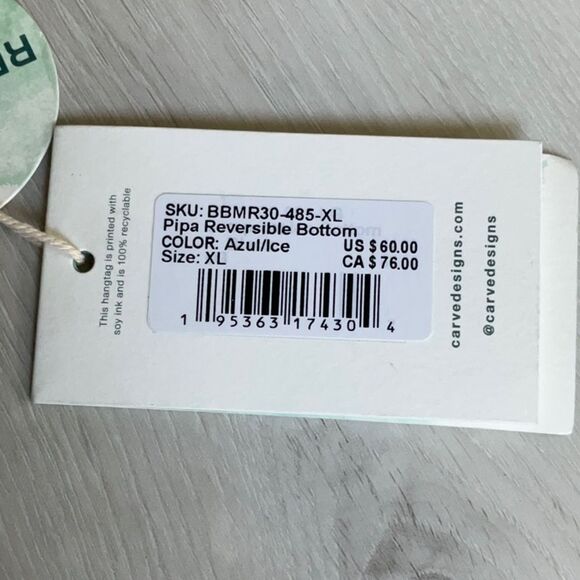 SKU: BBMR30-485-XL
Pipa Reversible Bottom
COLOR: Azul/Ice US $ 60.00
Size: XL CA $ 76.00
1 95363 17430 4
This hangtag is printed with
soy ink and is 100% recyclable
carvedesigns.com
@carvedesigns